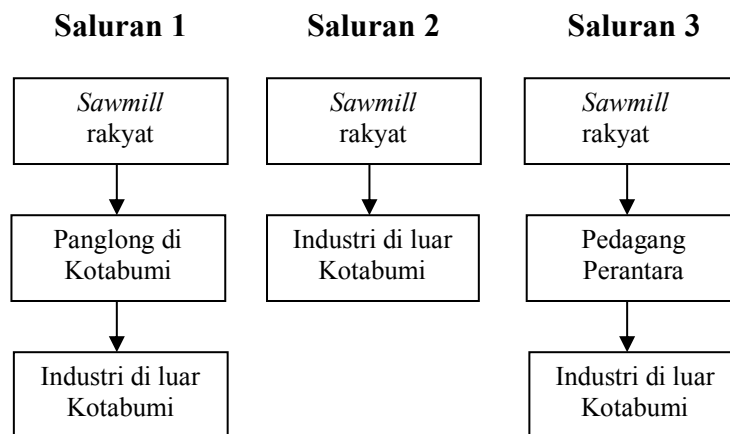 Saluran 1
Sawmill
rakyat
Panglong di
Kotabumi
Industri di luar
Kotabumi
Saluran 2
Sawmill
rakyat
Industri di luar
Kotabumi
Saluran 3
Sawmill
rakyat
Pedagang
Perantara
Industri di luar
Kotabumi